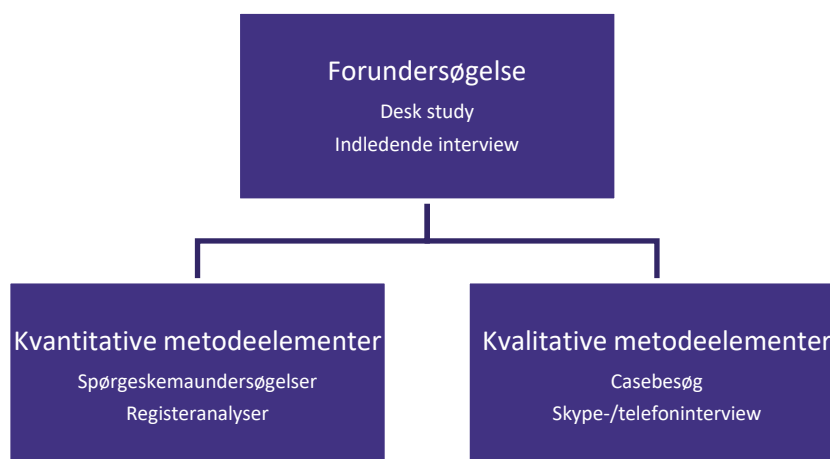 Forundersøgelse
Desk study
Indledende interview
Kvantitative metodeelementer
Spørgeskemaundersøgelser
Registeranalyser
Kvalitative metodeelementer
Casebesøg
Skype-/telefoninterview